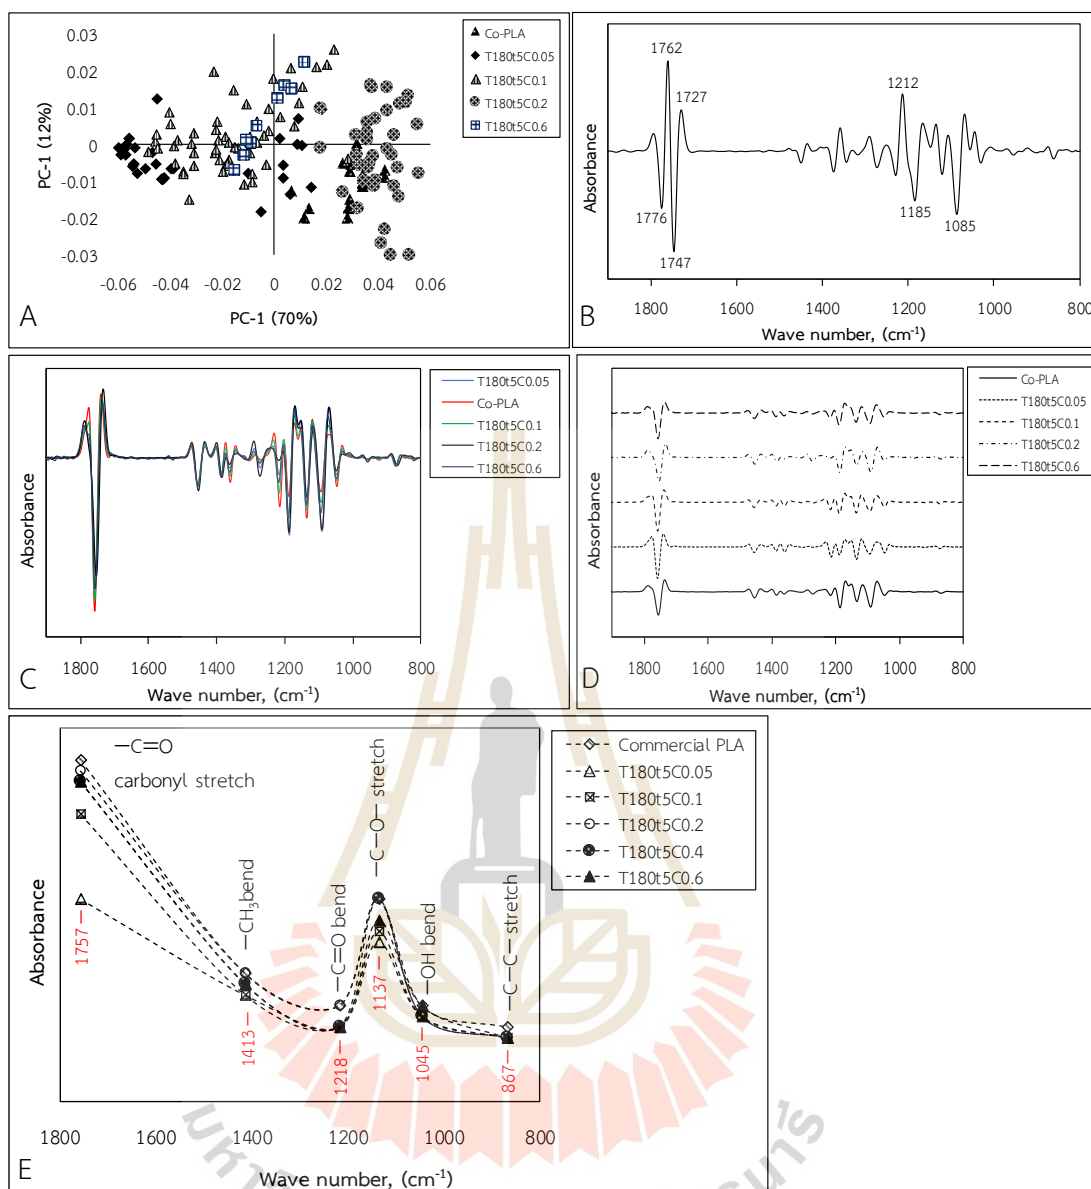 0.03
0.02
0.01
0
-0.01
-0.02
-0.03
PC-1 (12%)
-0.06
-0.04
-0.02
0
0.02
0.04
0.06
PC-1 (70%)
A
Co-PLA
T180t5C0.05
T180t5C0.1
T180t5C0.2
T180t5C0.6
1762
1727
1212
1776
1747
1185
1085
Absorbance
1800
1600
1400
1200
1000
800
Wave number, (cm-1)
B
T180t5C0.05
Co-PLA
T180t5C0.1
T180t5C0.2
T180t5C0.6
Absorbance
1800
1600
1400
1200
1000
800
Wave number, (cm-1)
C
Co-PLA
T180t5C0.05
T180t5C0.1
T180t5C0.2
T180t5C0.6
Absorbance
1800
1600
1400
1200
1000
800
Wave number, (cm-1)
D
—C=O
carbonyl stretch
—CH3bend
—C=O bend
—C—O— stretch
—OH bend
—C—C— stretch
1757
1413
1218
1137
1045
867
Commercial PLA
T180t5C0.05
T180t5C0.1
T180t5C0.2
T180t5C0.4
T180t5C0.6
Absorbance
1800
1600
1400
1200
1000
800
Wave number, (cm-1)
E